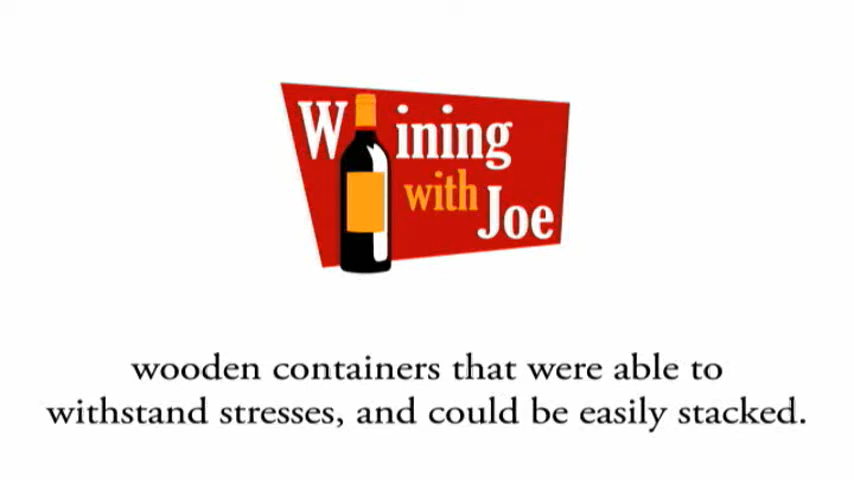 Wining
with
Joe
wooden containers that were able to
withstand stresses, and could be easily stacked.